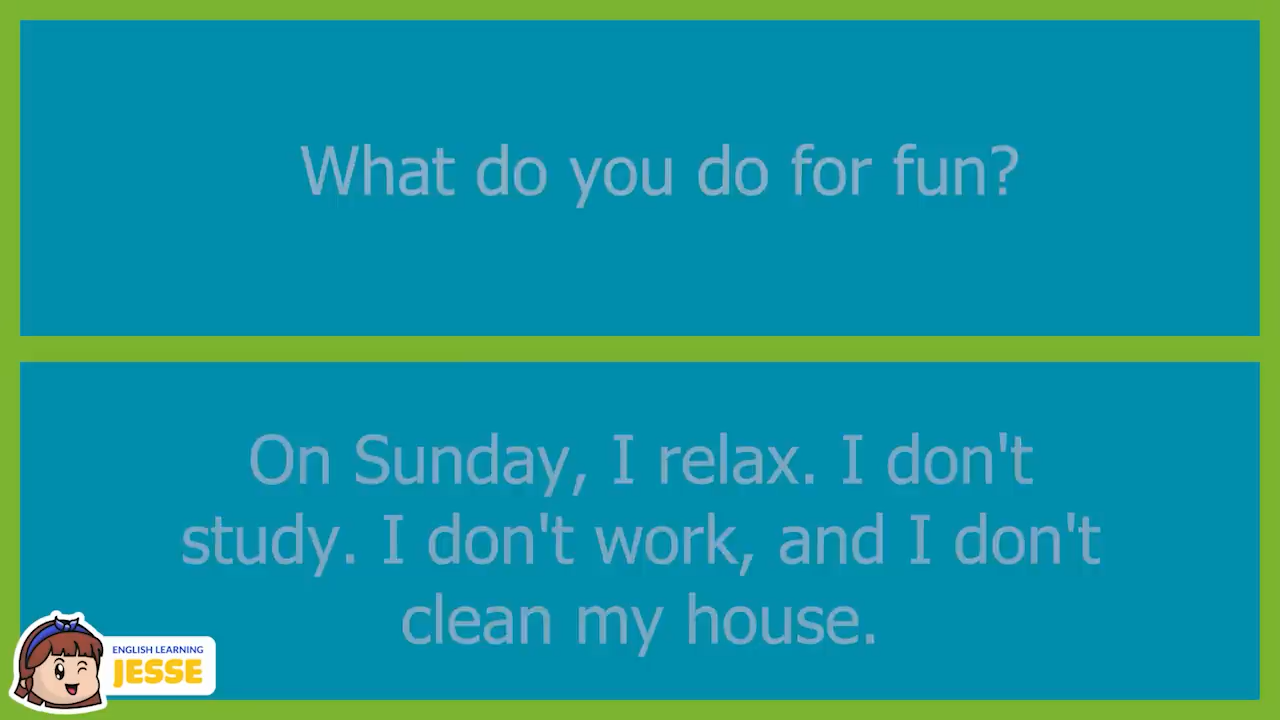 What do you do for fun?
On Sunday, I relax. I don't
study. I don't work, and I don't
clean my house.
ENGLISH LEARNING
JESSE